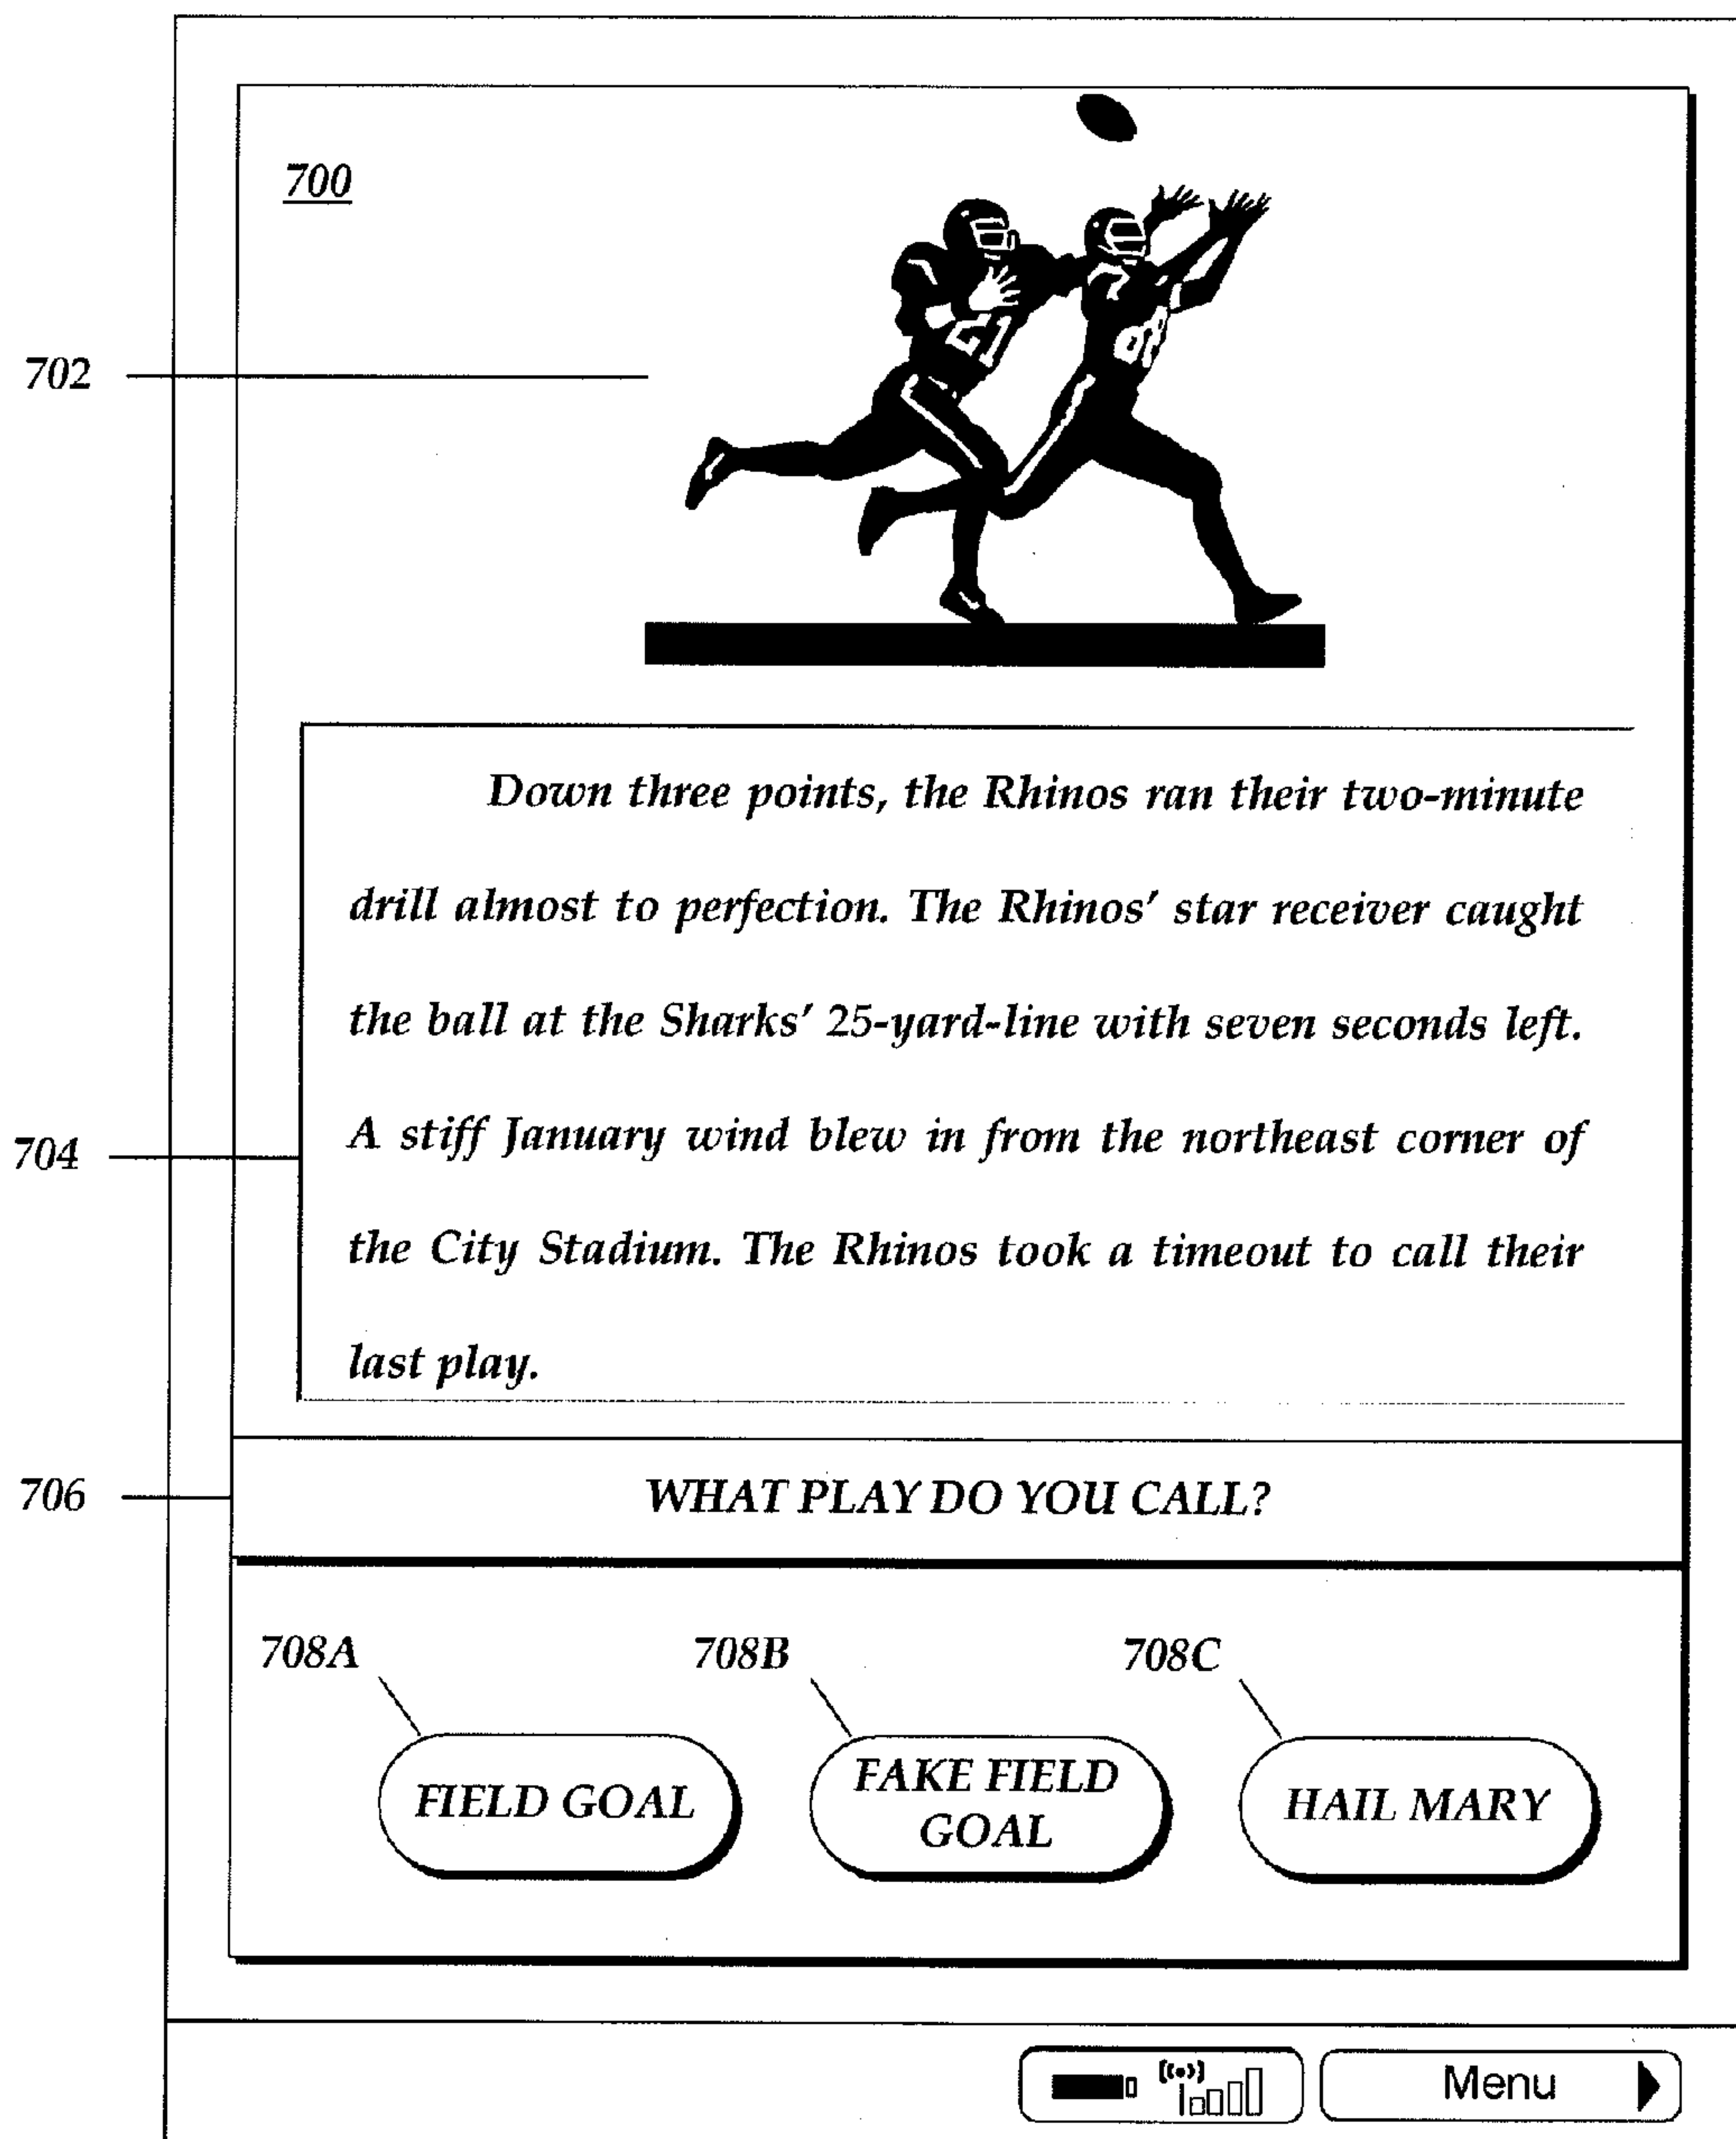 700
51
702
Down three points, the Rhinos ran their two-minute
drill almost to perfection. The Rhinos' star receiver caught
the ball at the Sharks' 25-yard-line with seven seconds left.
704
A stiff January wind blew in from the northeast corner of
the City Stadium. The Rhinos took a timeout to call their
last play.
706
WHAT PLAY DO YOU CALL?
708A
708B
708C
FIELD GOAL
FAKE FIELD
GOAL
HAIL MARY
Menu